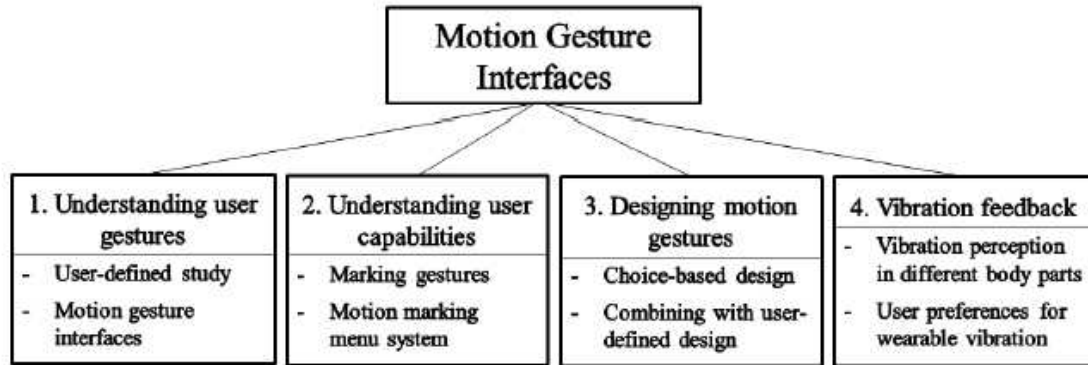 Motion Gesture
Interfaces
1. Understanding user
gestures
- User-defined study
- Motion gesture
interfaces
2. Understanding user
capabilities
- Marking gestures
- Motion marking
menu system
3. Designing motion
gestures
- Choice-based design
- Combining with user-
defined design
4. Vibration feedback
- Vibration perception
in different body parts
- User preferences for
wearable vibration